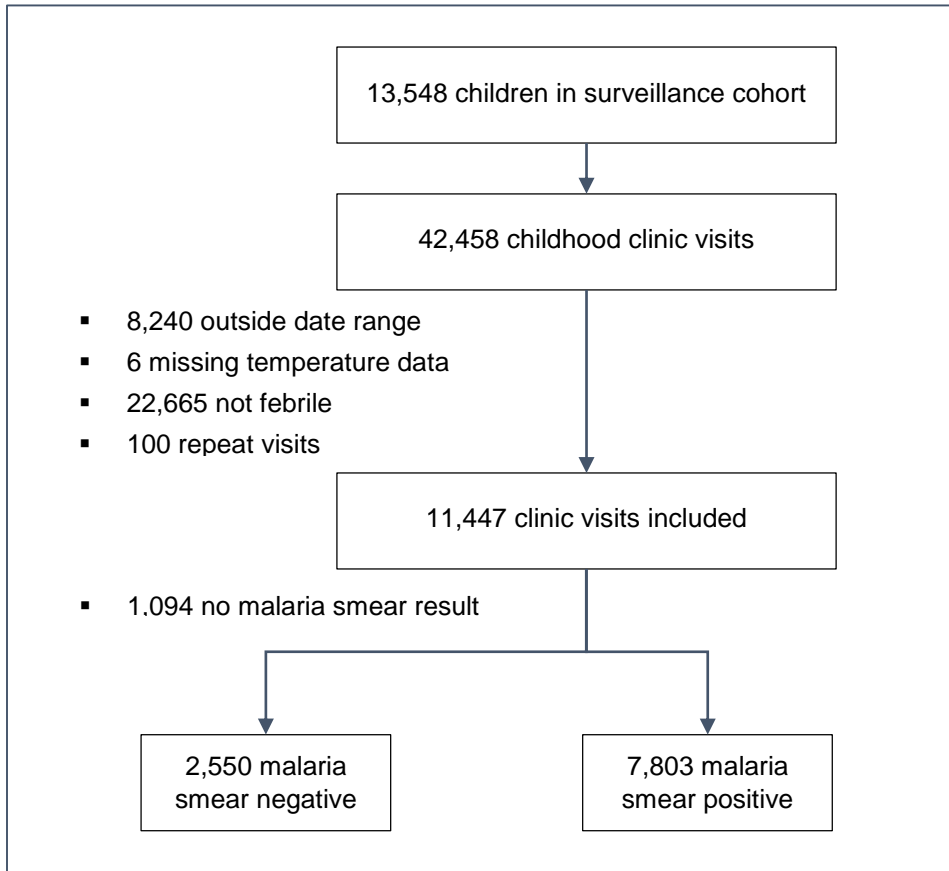 13,548 children in surveillance cohort
42,458 childhood clinic visits
▪ 8,240 outside date range
▪ 6 missing temperature data
▪ 22,665 not febrile
▪ 100 repeat visits
11,447 clinic visits included
▪ 1,094 no malaria smear result
2,550 malaria
smear negative
7,803 malaria
smear positive